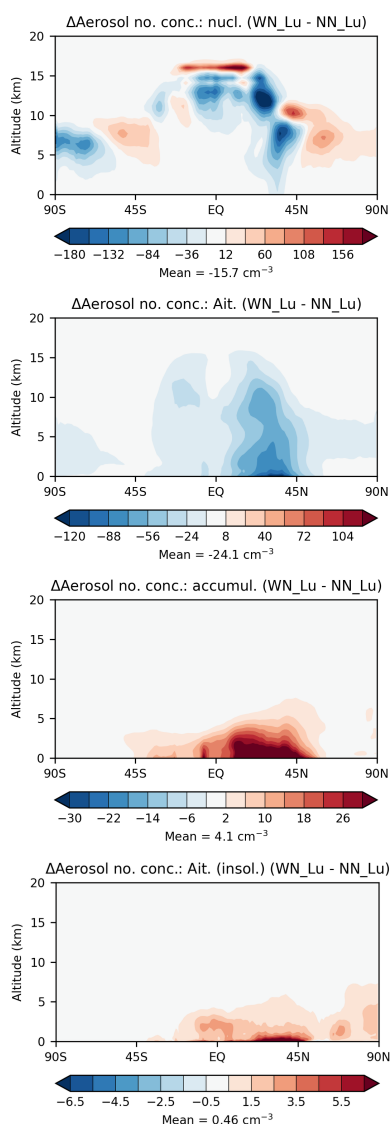 ΔAerosol no. conc.: nucl. (WN_Lu - NN_Lu)
20
15
10
5
0
Altitude (km)
90S 45S EQ 45N 90N
−180 −132 −84 −36 12 60 108 156
Mean = -15.7 cm⁻³
ΔAerosol no. conc.: Ait. (WN_Lu - NN_Lu)
20
15
10
5
0
Altitude (km)
90S 45S EQ 45N 90N
−120 −88 −56 −24 8 40 72 104
Mean = -24.1 cm⁻³
ΔAerosol no. conc.: accumul. (WN_Lu - NN_Lu)
20
15
10
5
0
Altitude (km)
90S 45S EQ 45N 90N
−30 −22 −14 −6 2 10 18 26
Mean = 4.1 cm⁻³
ΔAerosol no. conc.: Ait. (insol.) (WN_Lu - NN_Lu)
20
15
10
5
0
Altitude (km)
90S 45S EQ 45N 90N
−6.5 −4.5 −2.5 −0.5 1.5 3.5 5.5
Mean = 0.46 cm⁻³